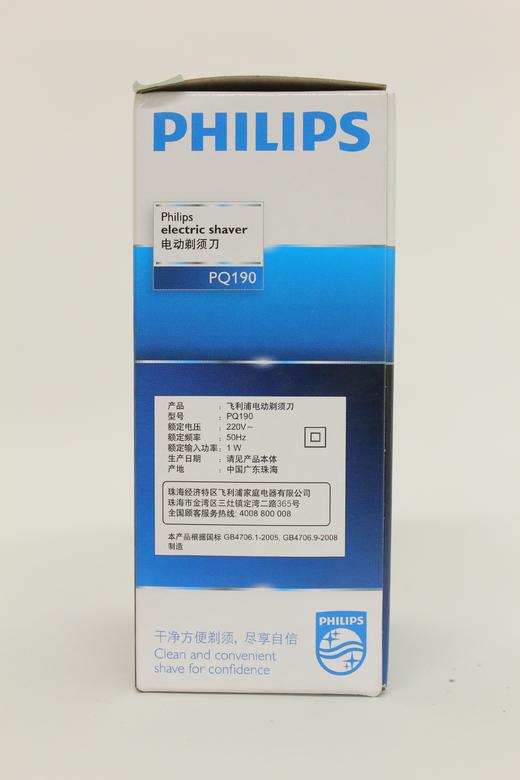 PHILIPS
Philips
electric shaver
电动剃须刀
PQ190
产品 : 飞利浦电动剃须刀
型号 : PQ190
额定电压 : 220V~
额定频率 : 50Hz
额定输入功率: 1 W
生产日期 : 请见产品本体
产地 : 中国广东珠海
珠海经济特区飞利浦家庭电器有限公司
珠海市金湾区三灶镇定湾二路365号
全国顾客服务热线: 4008 800 008
本产品根据国标 GB4706.1-2005, GB4706.9-2008
制造
PHILIPS
干净方便剃须, 尽享自信
Clean and convenient
shave for confidence